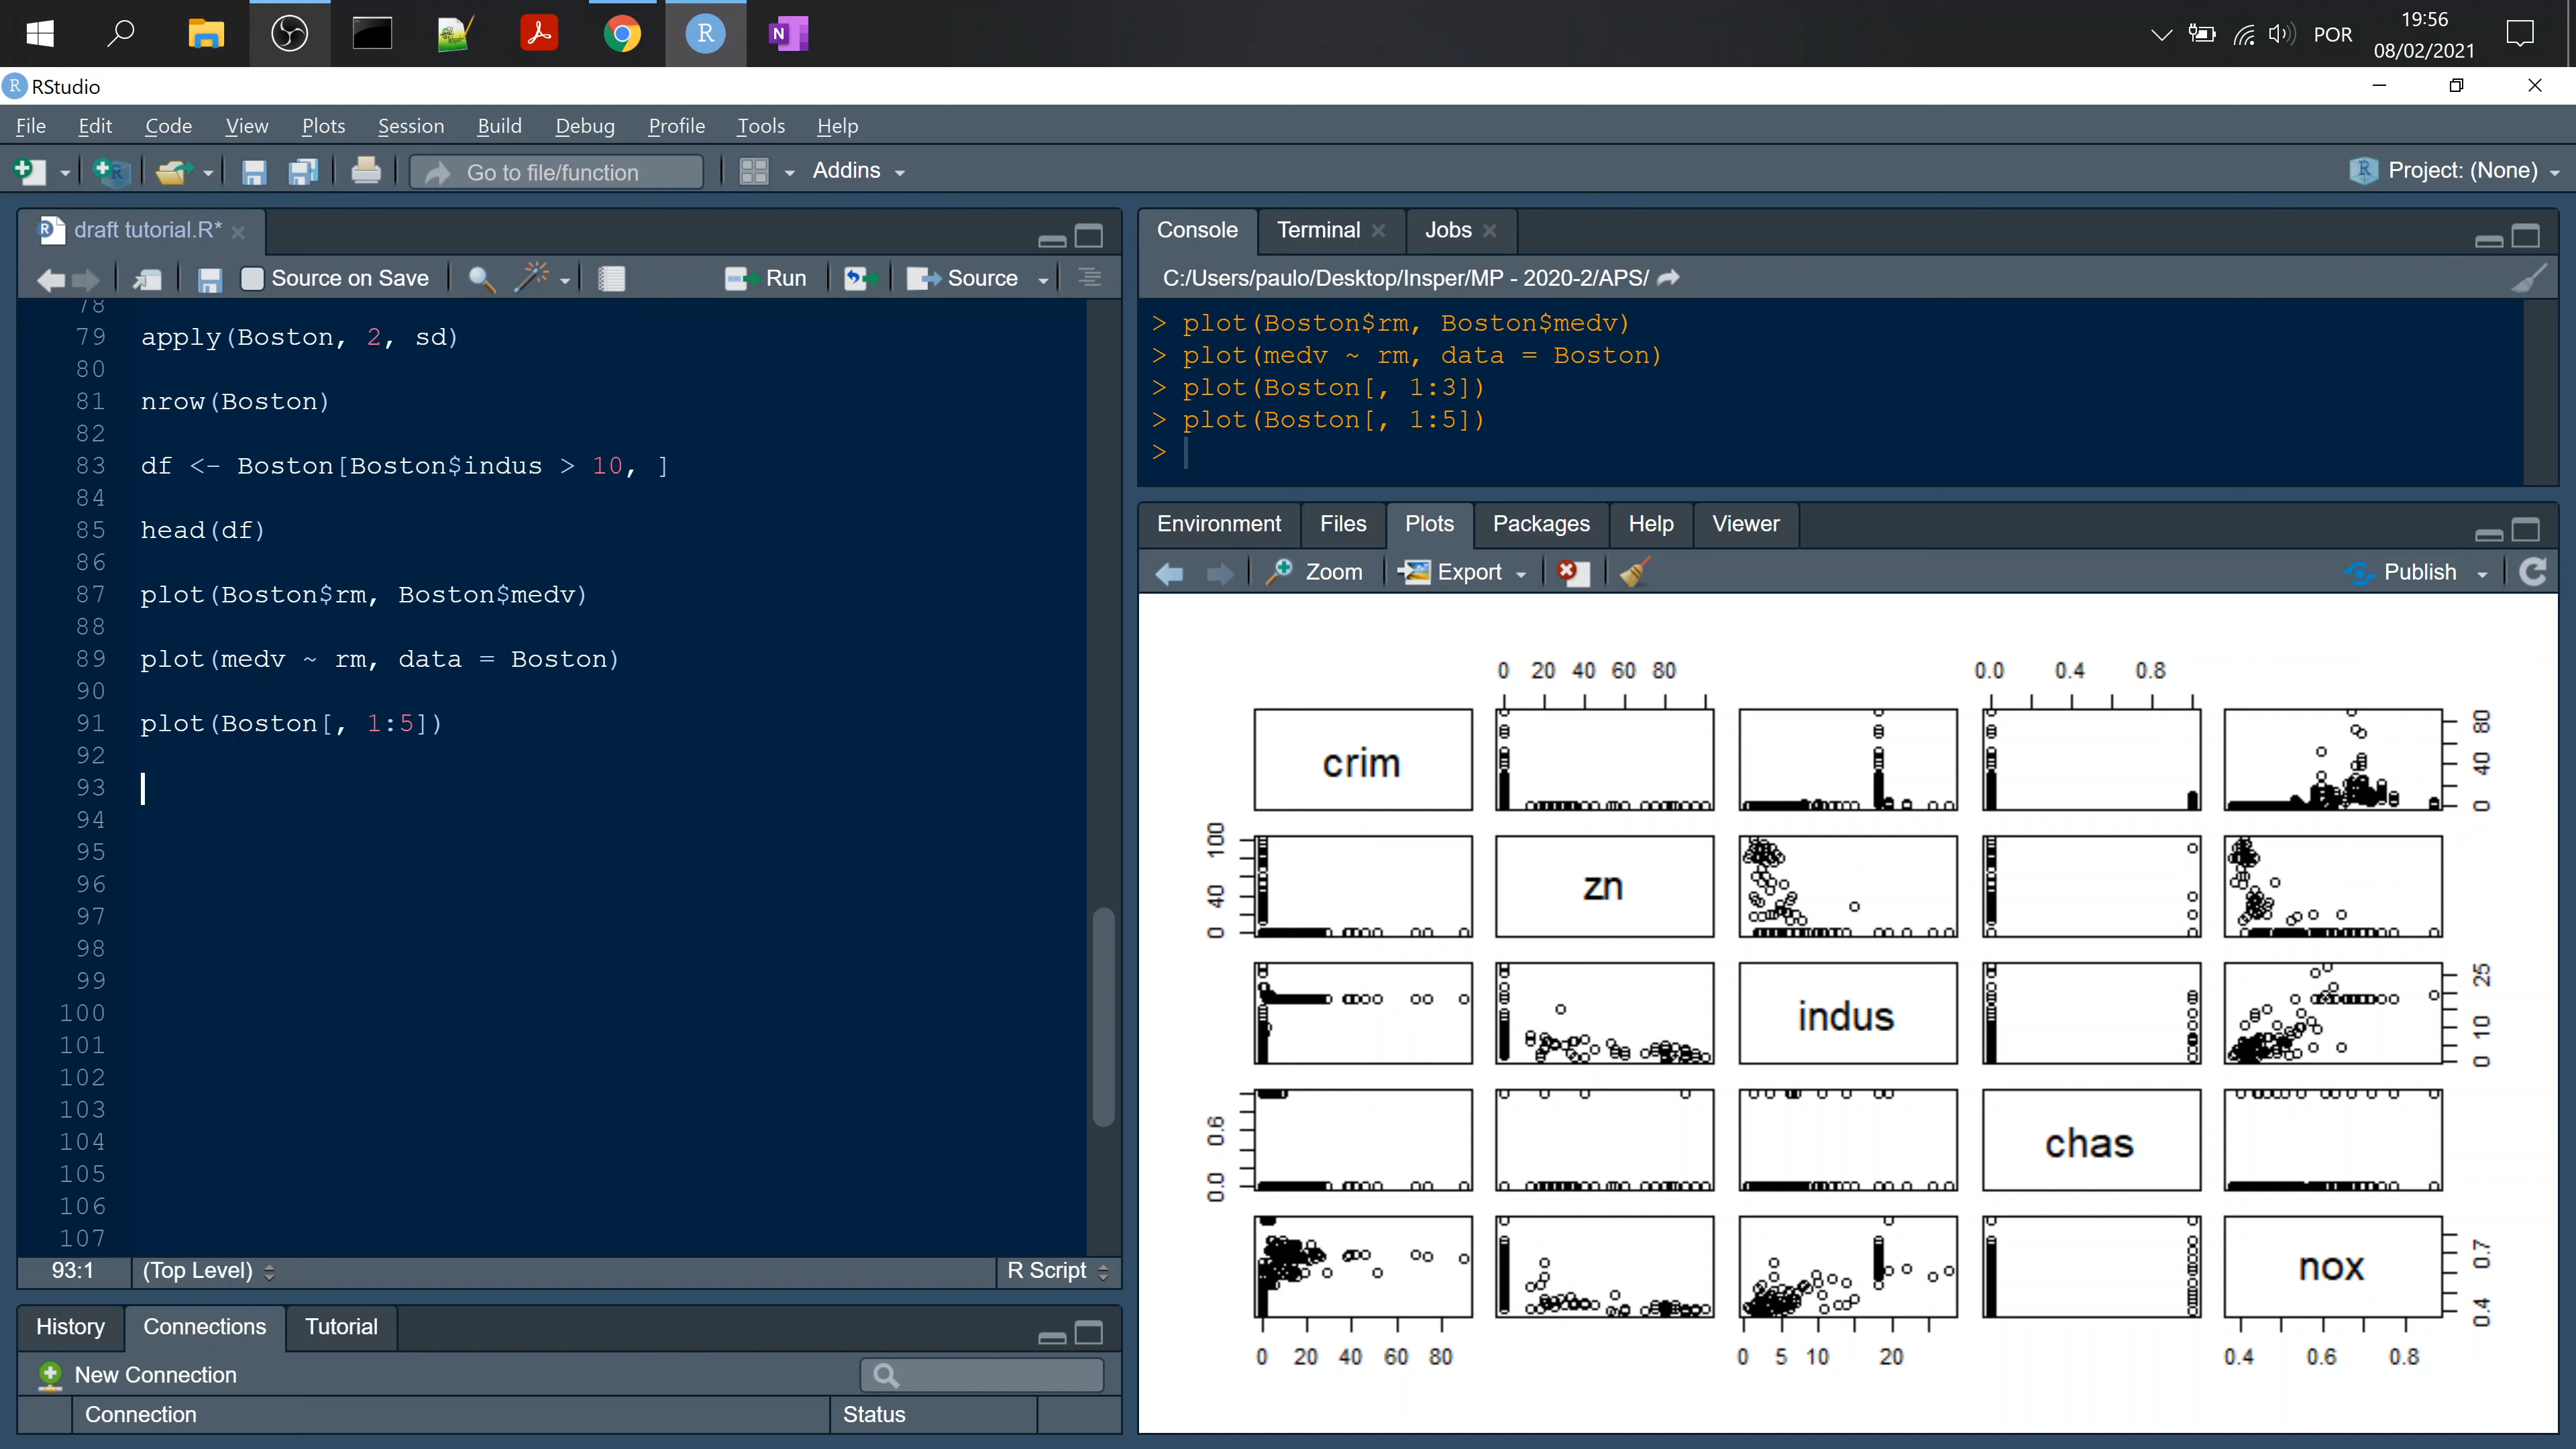 19:56
POR
08/02/2021
RStudio
File Edit Code View Plots Session Build Debug Profile Tools Help
Go to file/function Addins Project: (None)
draft tutorial.R*
Source on Save Run Source
78
79 apply(Boston, 2, sd)
80
81 nrow(Boston)
82
83 df <- Boston[Boston$indus > 10, ]
84
85 head(df)
86
87 plot(Boston$rm, Boston$medv)
88
89 plot(medv ~ rm, data = Boston)
90
91 plot(Boston[, 1:5])
92
93
94
95
96
97
98
99
100
101
102
103
104
105
106
107
93:1 (Top Level) R Script
History Connections Tutorial
New Connection
Connection Status
Console Terminal Jobs
C:/Users/paulo/Desktop/Insper/MP - 2020-2/APS/
> plot(Boston$rm, Boston$medv)
> plot(medv ~ rm, data = Boston)
> plot(Boston[, 1:3])
> plot(Boston[, 1:5])
>
Environment Files Plots Packages Help Viewer
Zoom Export Publish
0 20 40 60 80 0.0 0.4 0.8
crim 0 40 80
0 40 100 zn
indus 0 10 25
0.0 0.6 chas
nox 0.4 0.7
0 20 40 60 80 0 5 10 20 0.4 0.6 0.8